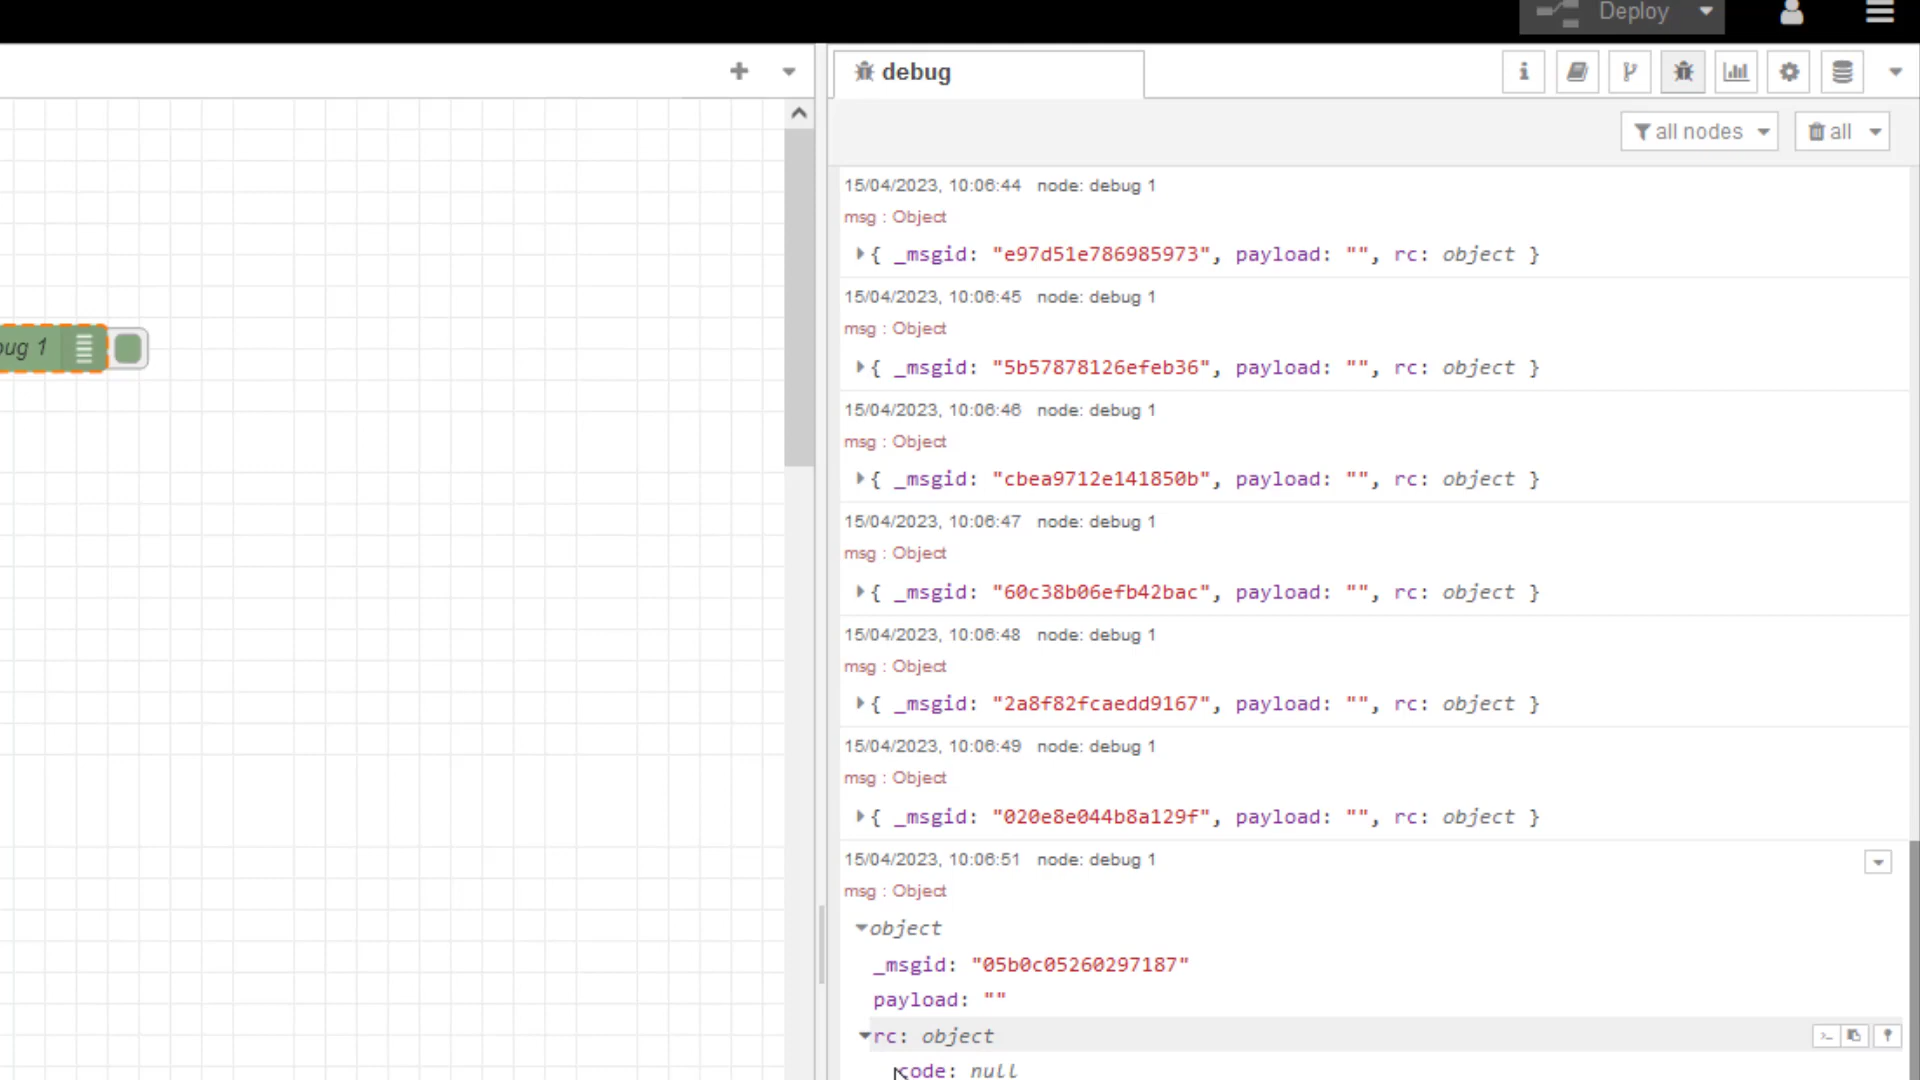 Deploy
debug
all nodes
all
15/04/2023, 10:06:44 node: debug 1
msg : Object
{ _msgid: "e97d51e786985973", payload: "", rc: object }
15/04/2023, 10:06:45 node: debug 1
msg : Object
{ _msgid: "5b57878126efeb36", payload: "", rc: object }
15/04/2023, 10:06:46 node: debug 1
msg : Object
{ _msgid: "cbea9712e141850b", payload: "", rc: object }
15/04/2023, 10:06:47 node: debug 1
msg : Object
{ _msgid: "60c38b06efb42bac", payload: "", rc: object }
15/04/2023, 10:06:48 node: debug 1
msg : Object
{ _msgid: "2a8f82fcaedd9167", payload: "", rc: object }
15/04/2023, 10:06:49 node: debug 1
msg : Object
{ _msgid: "020e8e044b8a129f", payload: "", rc: object }
15/04/2023, 10:06:51 node: debug 1
msg : Object
object
_msgid: "05b0c05260297187"
payload: ""
rc: object
code: null
bug 1